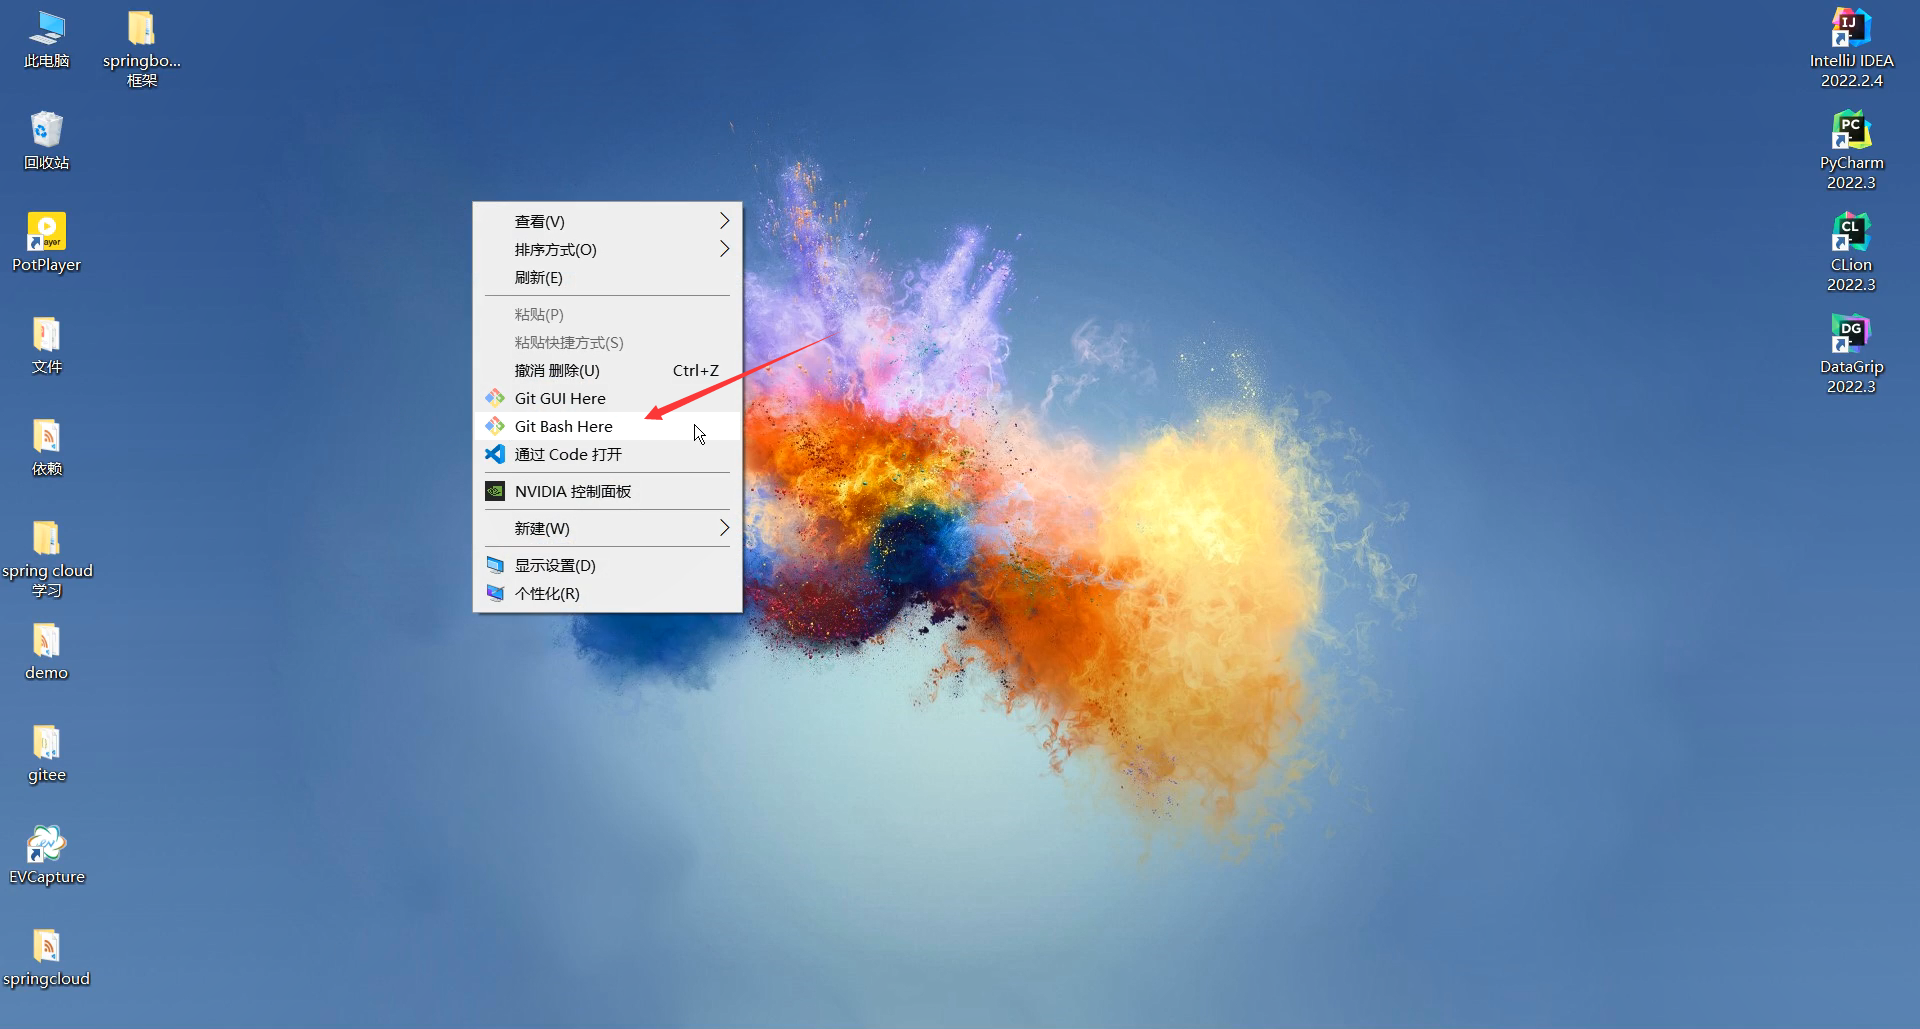 此电脑
springbo...
框架
回收站
PotPlayer
文件
依赖
spring cloud
学习
demo
gitee
EVCapture
springcloud
查看(V)
排序方式(O)
刷新(E)
粘贴(P)
粘贴快捷方式(S)
撤消 删除(U) Ctrl+Z
Git GUI Here
Git Bash Here
通过 Code 打开
NVIDIA 控制面板
新建(W)
显示设置(D)
个性化(R)
IJ
IntelliJ IDEA
2022.2.4
PC
PyCharm
2022.3
CL
CLion
2022.3
DG
DataGrip
2022.3